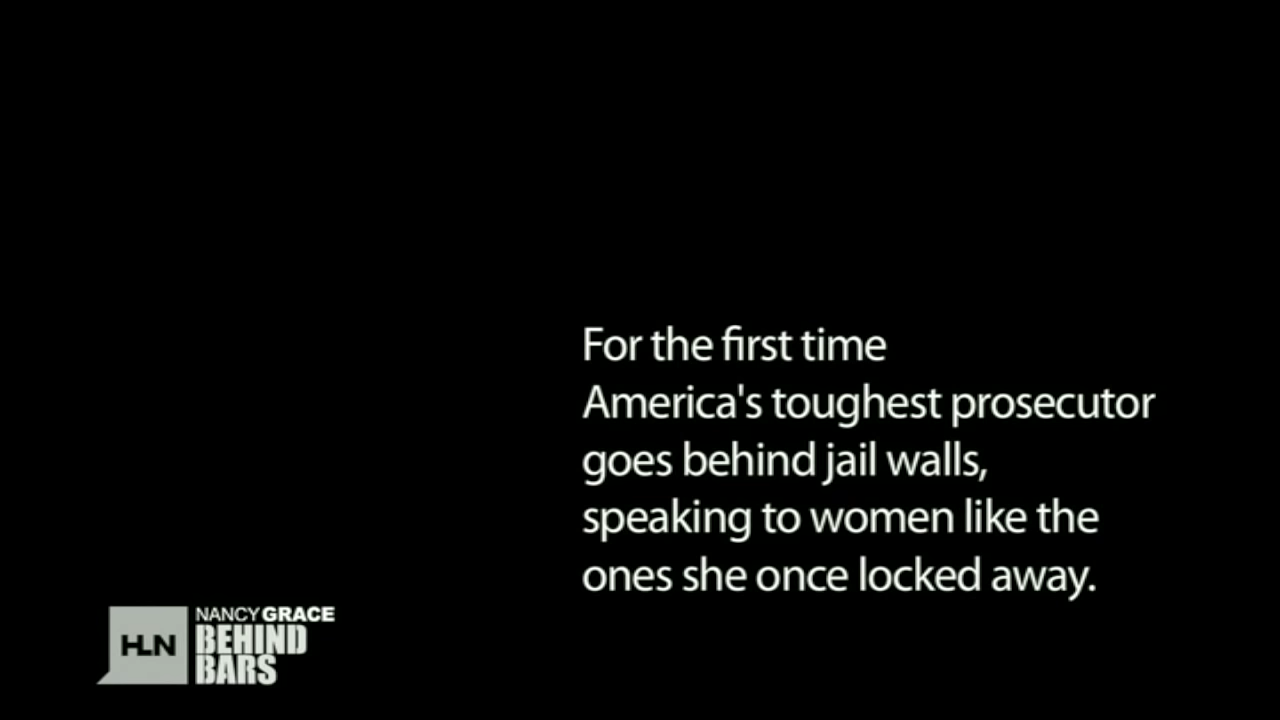 For the first time
America's toughest prosecutor
goes behind jail walls,
speaking to women like the
ones she once locked away.
HLN
NANCY GRACE
BEHIND
BARS